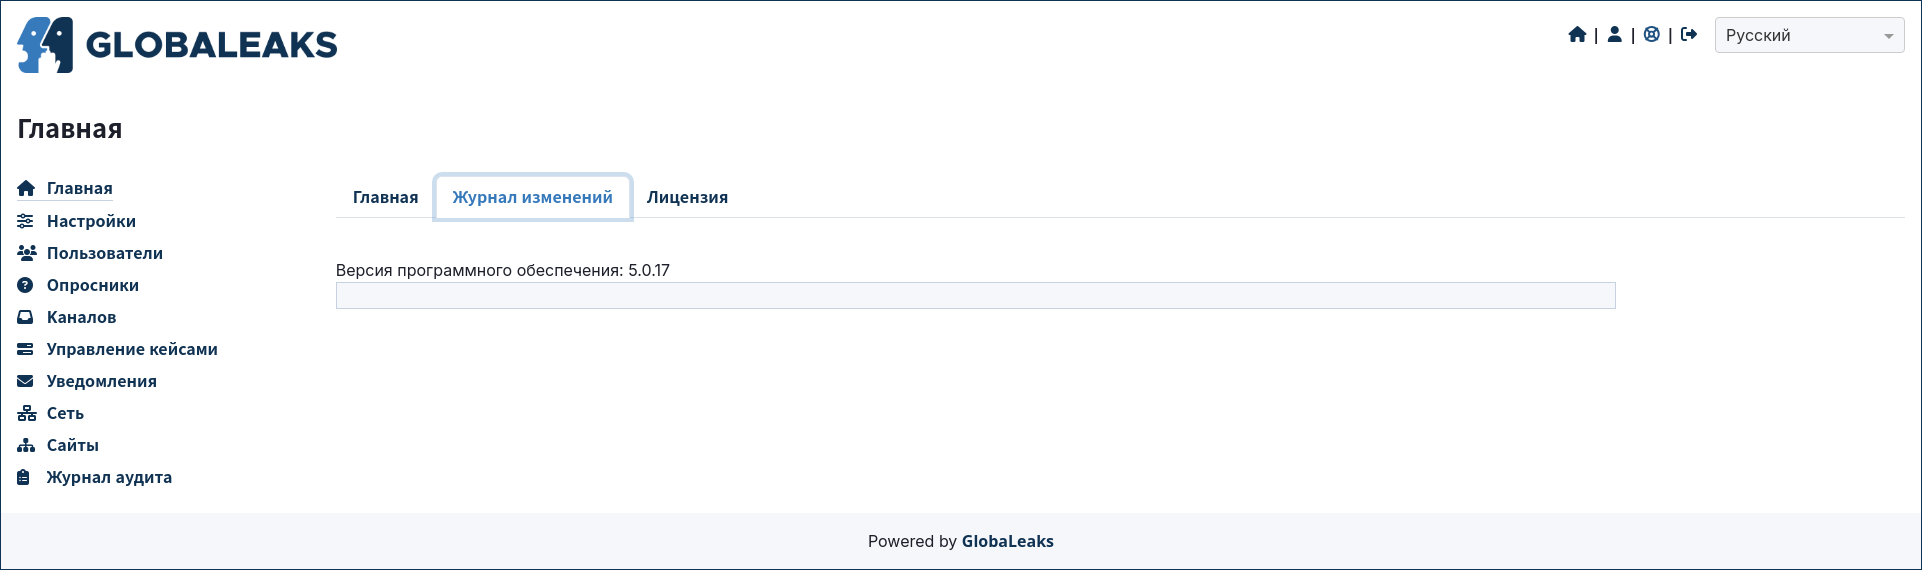 GLOBALEAKS
| | | Русский
Главная
Главная
Настройки
Пользователи
Опросники
Каналов
Управление кейсами
Уведомления
Сеть
Сайты
Журнал аудита
Главная Журнал изменений Лицензия
Версия программного обеспечения: 5.0.17
Powered by GlobaLeaks